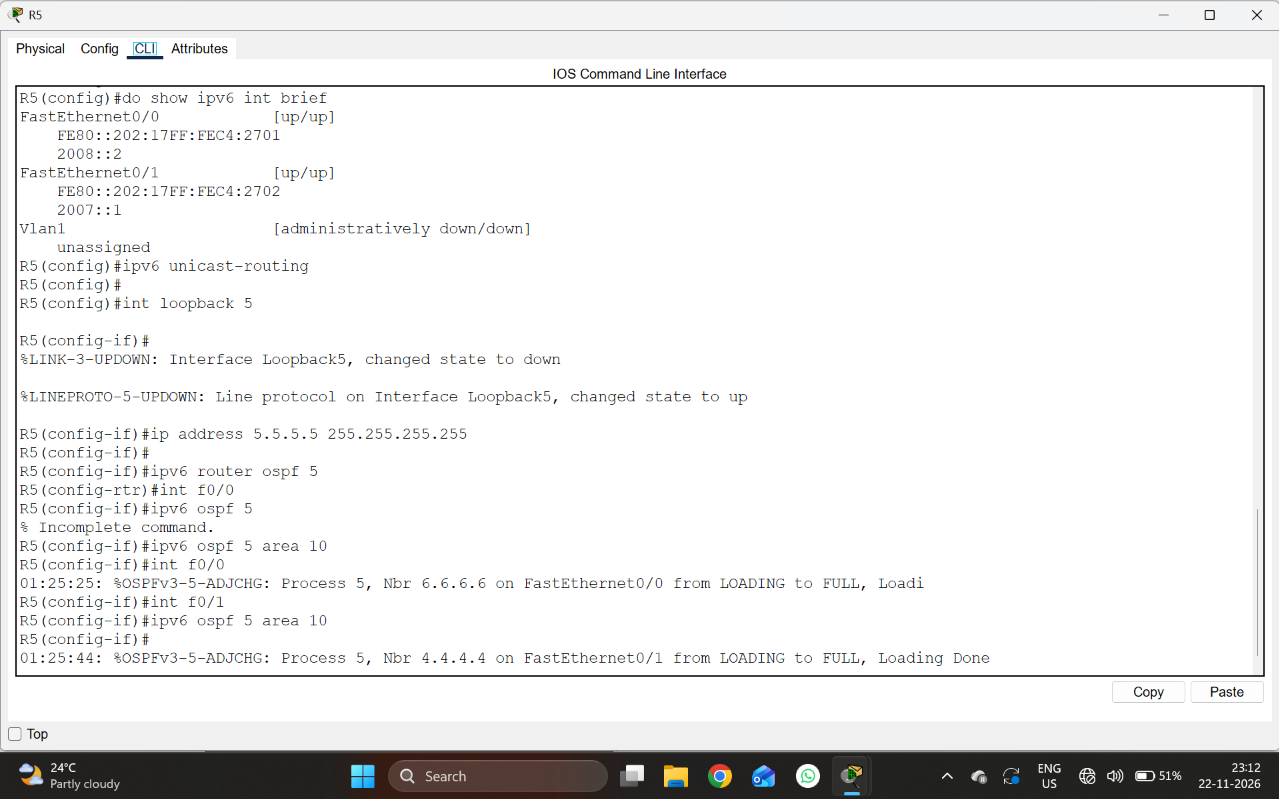 R5
Physical Config CLI Attributes
IOS Command Line Interface
R5(config)#do show ipv6 int brief
FastEthernet0/0 [up/up]
FE80::202:17FF:FEC4:2701
2008::2
FastEthernet0/1 [up/up]
FE80::202:17FF:FEC4:2702
2007::1
Vlan1 [administratively down/down]
unassigned
R5(config)#ipv6 unicast-routing
R5(config)#
R5(config)#int loopback 5
R5(config-if)#
%LINK-3-UPDOWN: Interface Loopback5, changed state to down
%LINEPROTO-5-UPDOWN: Line protocol on Interface Loopback5, changed state to up
R5(config-if)#ip address 5.5.5.5 255.255.255.255
R5(config-if)#
R5(config-if)#ipv6 router ospf 5
R5(config-rtr)#int f0/0
R5(config-if)#ipv6 ospf 5
% Incomplete command.
R5(config-if)#ipv6 ospf 5 area 10
R5(config-if)#int f0/0
01:25:25: %OSPFv3-5-ADJCHG: Process 5, Nbr 6.6.6.6 on FastEthernet0/0 from LOADING to FULL, Loadi
R5(config-if)#int f0/1
R5(config-if)#ipv6 ospf 5 area 10
R5(config-if)#
01:25:44: %OSPFv3-5-ADJCHG: Process 5, Nbr 4.4.4.4 on FastEthernet0/1 from LOADING to FULL, Loading Done
Copy Paste
Top
24°C
Partly cloudy
Search
ENG
US
51%
23:12
22-11-2026